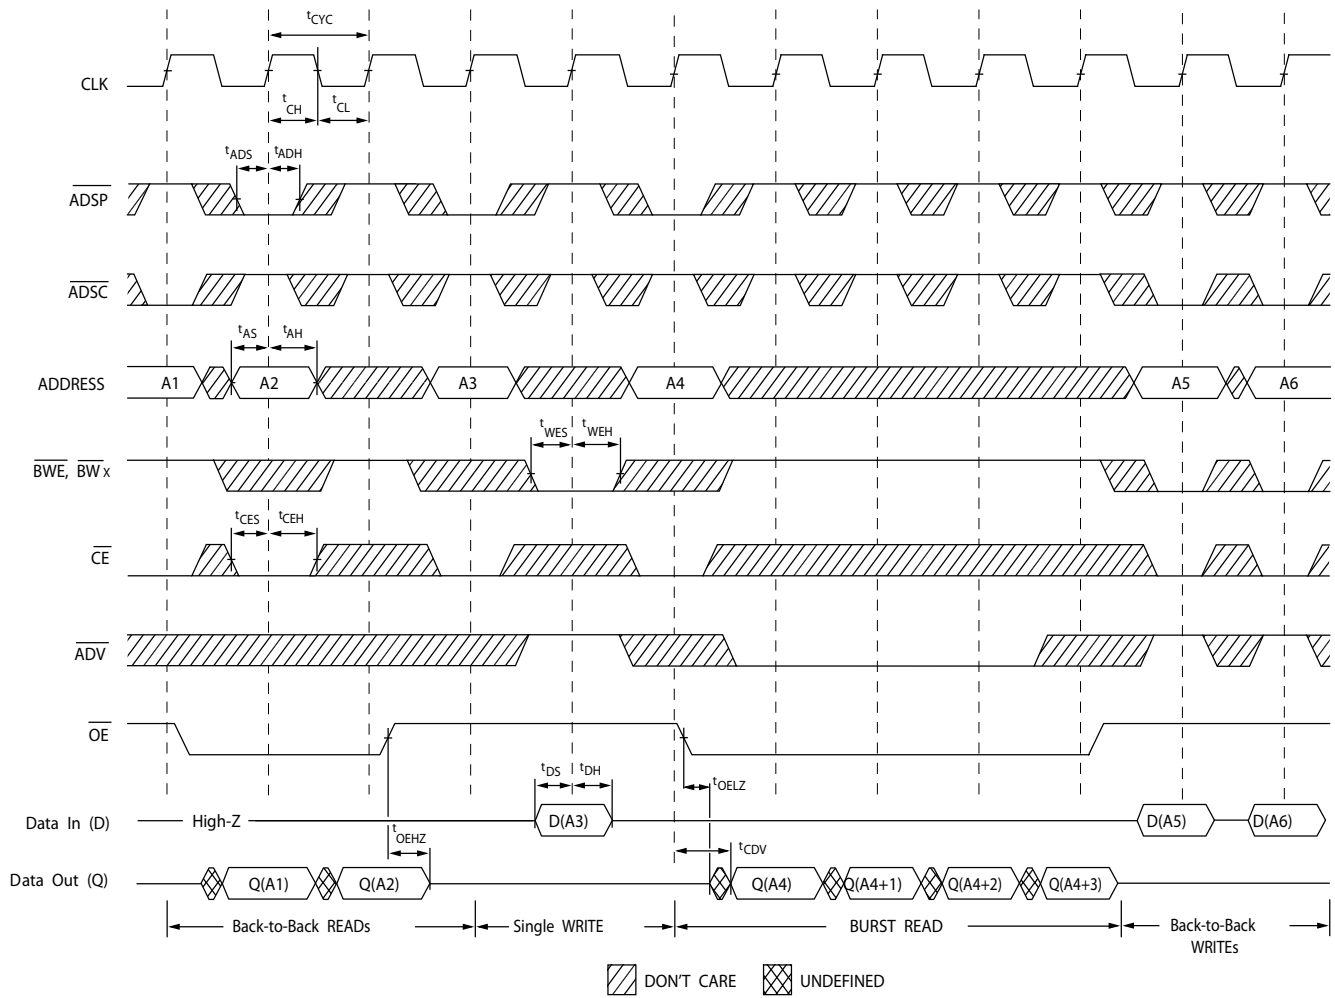 tCYC
CLK
tCH tCL
tADS tADH
ADSP
ADSC
tAS tAH
ADDRESS A1 A2 A3 A4 A5 A6
tWES tWEH
BWE, BW x
tCES tCEH
CE
ADV
OE
tDS tDH tOELZ
Data In (D) High-Z D(A3) D(A5) D(A6)
tOEHZ tCDV
Data Out (Q) Q(A1) Q(A2) Q(A4) Q(A4+1) Q(A4+2) Q(A4+3)
Back-to-Back READs Single WRITE BURST READ Back-to-Back
WRITEs
DON'T CARE UNDEFINED